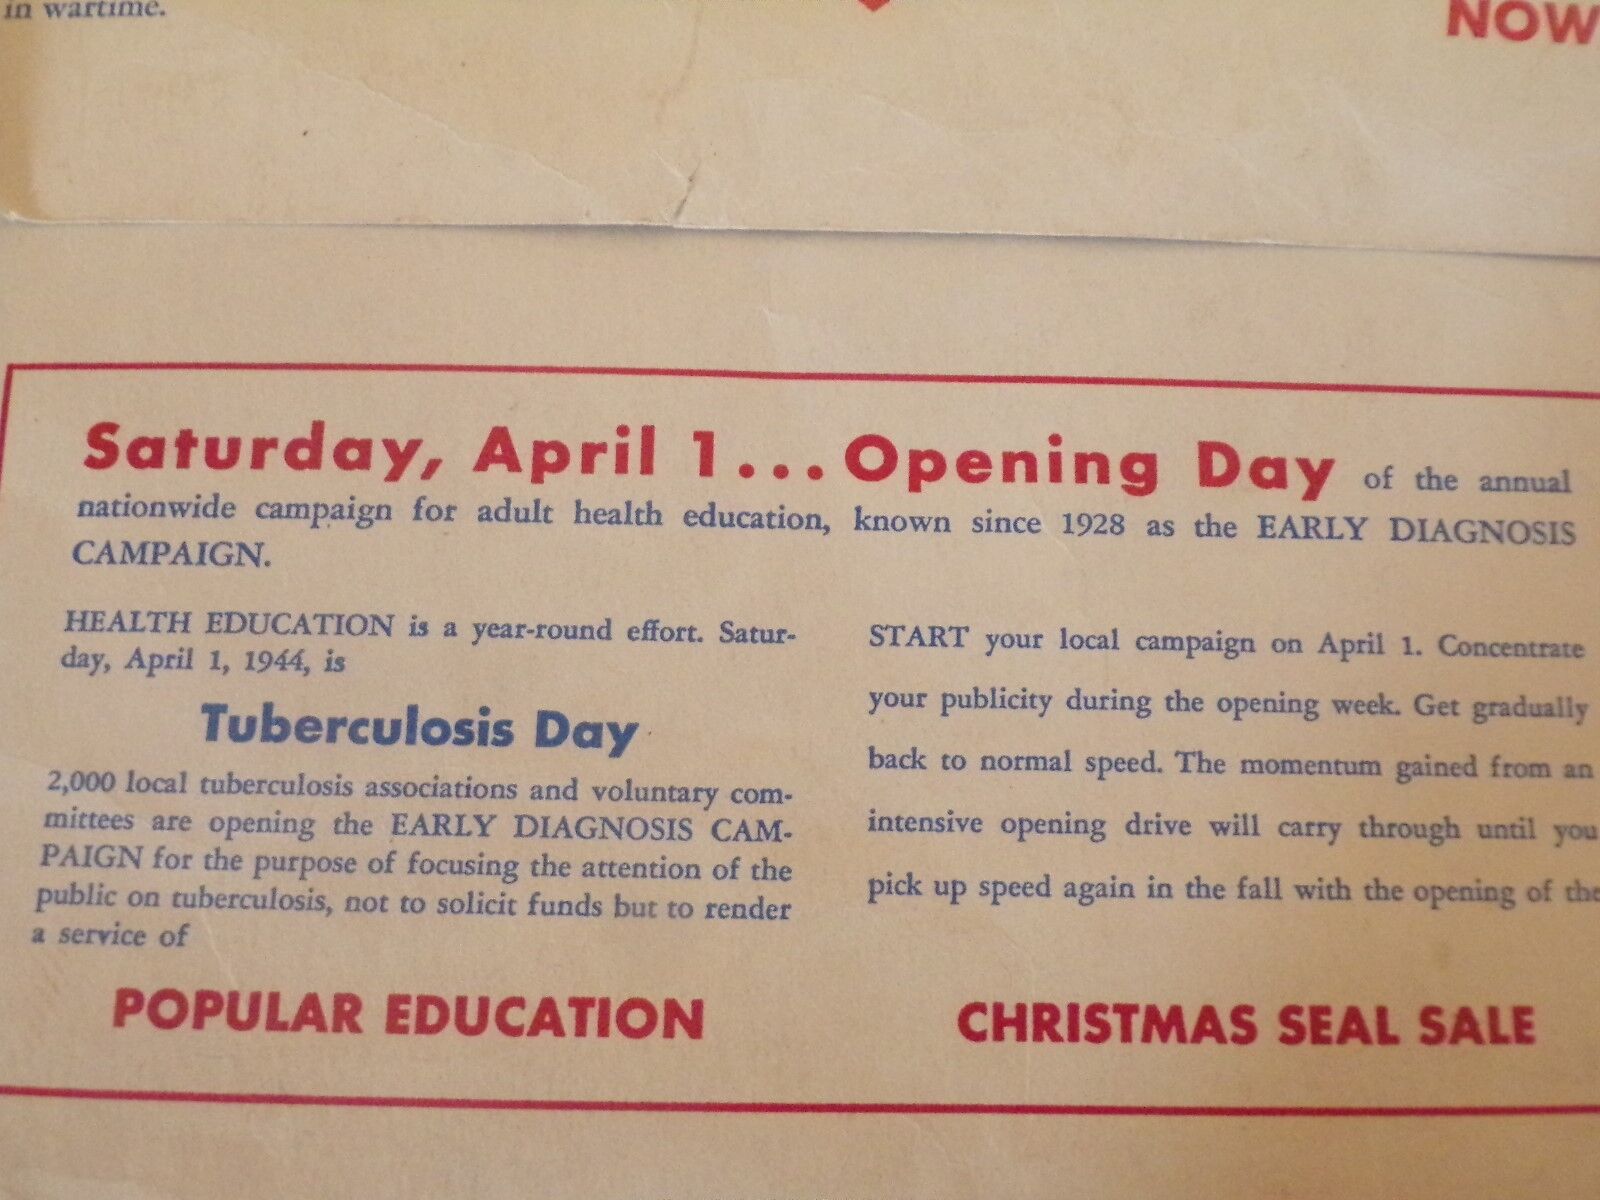 in wartime.
NOW
Saturday, April 1... Opening Day of the annual
nationwide campaign for adult health education, known since 1928 as the EARLY DIAGNOSIS
CAMPAIGN.
HEALTH EDUCATION is a year-round effort. Satur-
day, April 1, 1944, is
Tuberculosis Day
2,000 local tuberculosis associations and voluntary com-
mittees are opening the EARLY DIAGNOSIS CAM-
PAIGN for the purpose of focusing the attention of the
public on tuberculosis, not to solicit funds but to render
a service of
POPULAR EDUCATION
START your local campaign on April 1. Concentrate
your publicity during the opening week. Get gradually
back to normal speed. The momentum gained from an
intensive opening drive will carry through until you
pick up speed again in the fall with the opening of the
CHRISTMAS SEAL SALE